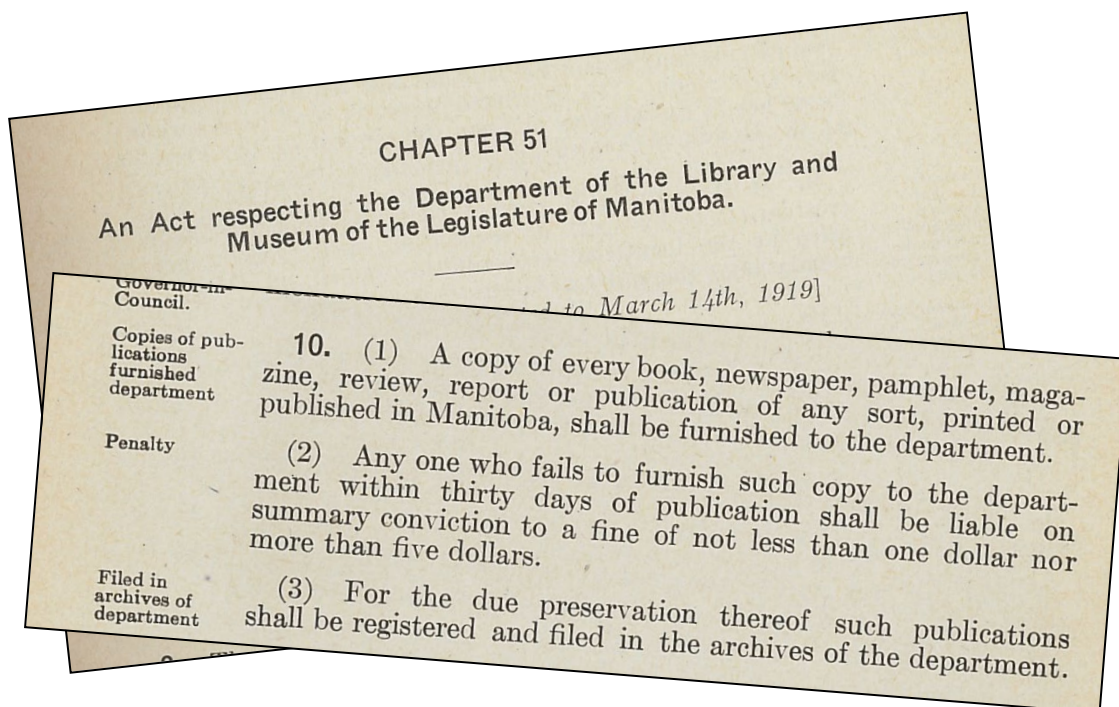 CHAPTER 51
An Act respecting the Department of the Library and
Museum of the Legislature of Manitoba.
to March 14th, 1919]
Governor-in-
Council.
Copies of pub-
lications
furnished
department
10. (1) A copy of every book, newspaper, pamphlet, maga-
zine, review, report or publication of any sort, printed or
published in Manitoba, shall be furnished to the department.
Penalty
(2) Any one who fails to furnish such copy to the depart-
ment within thirty days of publication shall be liable on
summary conviction to a fine of not less than one dollar nor
more than five dollars.
Filed in
archives of
department
(3) For the due preservation thereof such publications
shall be registered and filed in the archives of the department.